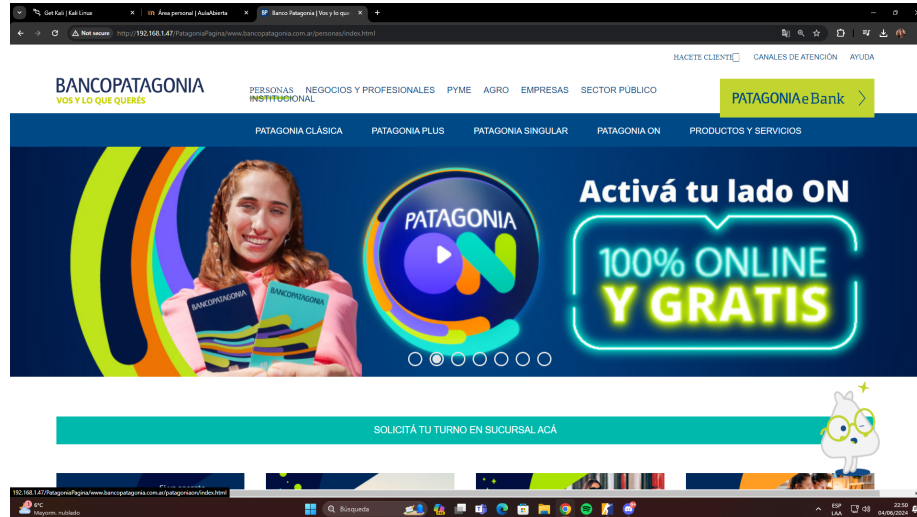 Get Kali | Kali Linux
Área personal | AulaAbierta
Banco Patagonia | Vos y lo que
Not secure
http://192.168.1.47/PatagoniaPagina/www.bancopatagonia.com.ar/personas/index.html
HACETE CLIENTE CANALES DE ATENCIÓN AYUDA
BANCOPATAGONIA
VOS Y LO QUE QUERÉS
PERSONAS NEGOCIOS Y PROFESIONALES PYME AGRO EMPRESAS SECTOR PÚBLICO
INSTITUCIONAL
PATAGONIAeBank
PATAGONIA CLÁSICA PATAGONIA PLUS PATAGONIA SINGULAR PATAGONIA ON PRODUCTOS Y SERVICIOS
PATAGONIA
ON
Activá tu lado ON
100% ONLINE
Y GRATIS
BANCOPATAGONIA
BANCOPATAGONIA
SOLICITÁ TU TURNO EN SUCURSAL ACÁ
192.168.1.47/PatagoniaPagina/www.bancopatagonia.com.ar/patagoniaon/index.html
6°C
Mayorm. nublado
Búsqueda
ESP
LAA
22:50
04/06/2024